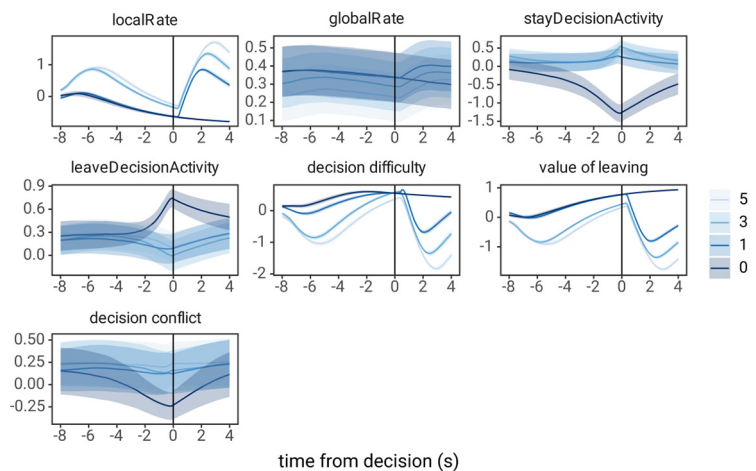 localRate globalRate stayDecisionActivity
1
0
-8 -6 -4 -2 0 2 4
0.5
0.4
0.3
0.2
0.1
-8 -6 -4 -2 0 2 4
0.5
0.0
-0.5
-1.0
-1.5
-8 -6 -4 -2 0 2 4
leaveDecisionActivity decision difficulty value of leaving
0.9
0.6
0.3
0.0
-8 -6 -4 -2 0 2 4
0
-1
-2
-8 -6 -4 -2 0 2 4
1
0
-1
-8 -6 -4 -2 0 2 4
5
3
1
0
decision conflict
0.50
0.25
0.00
-0.25
-8 -6 -4 -2 0 2 4
time from decision (s)